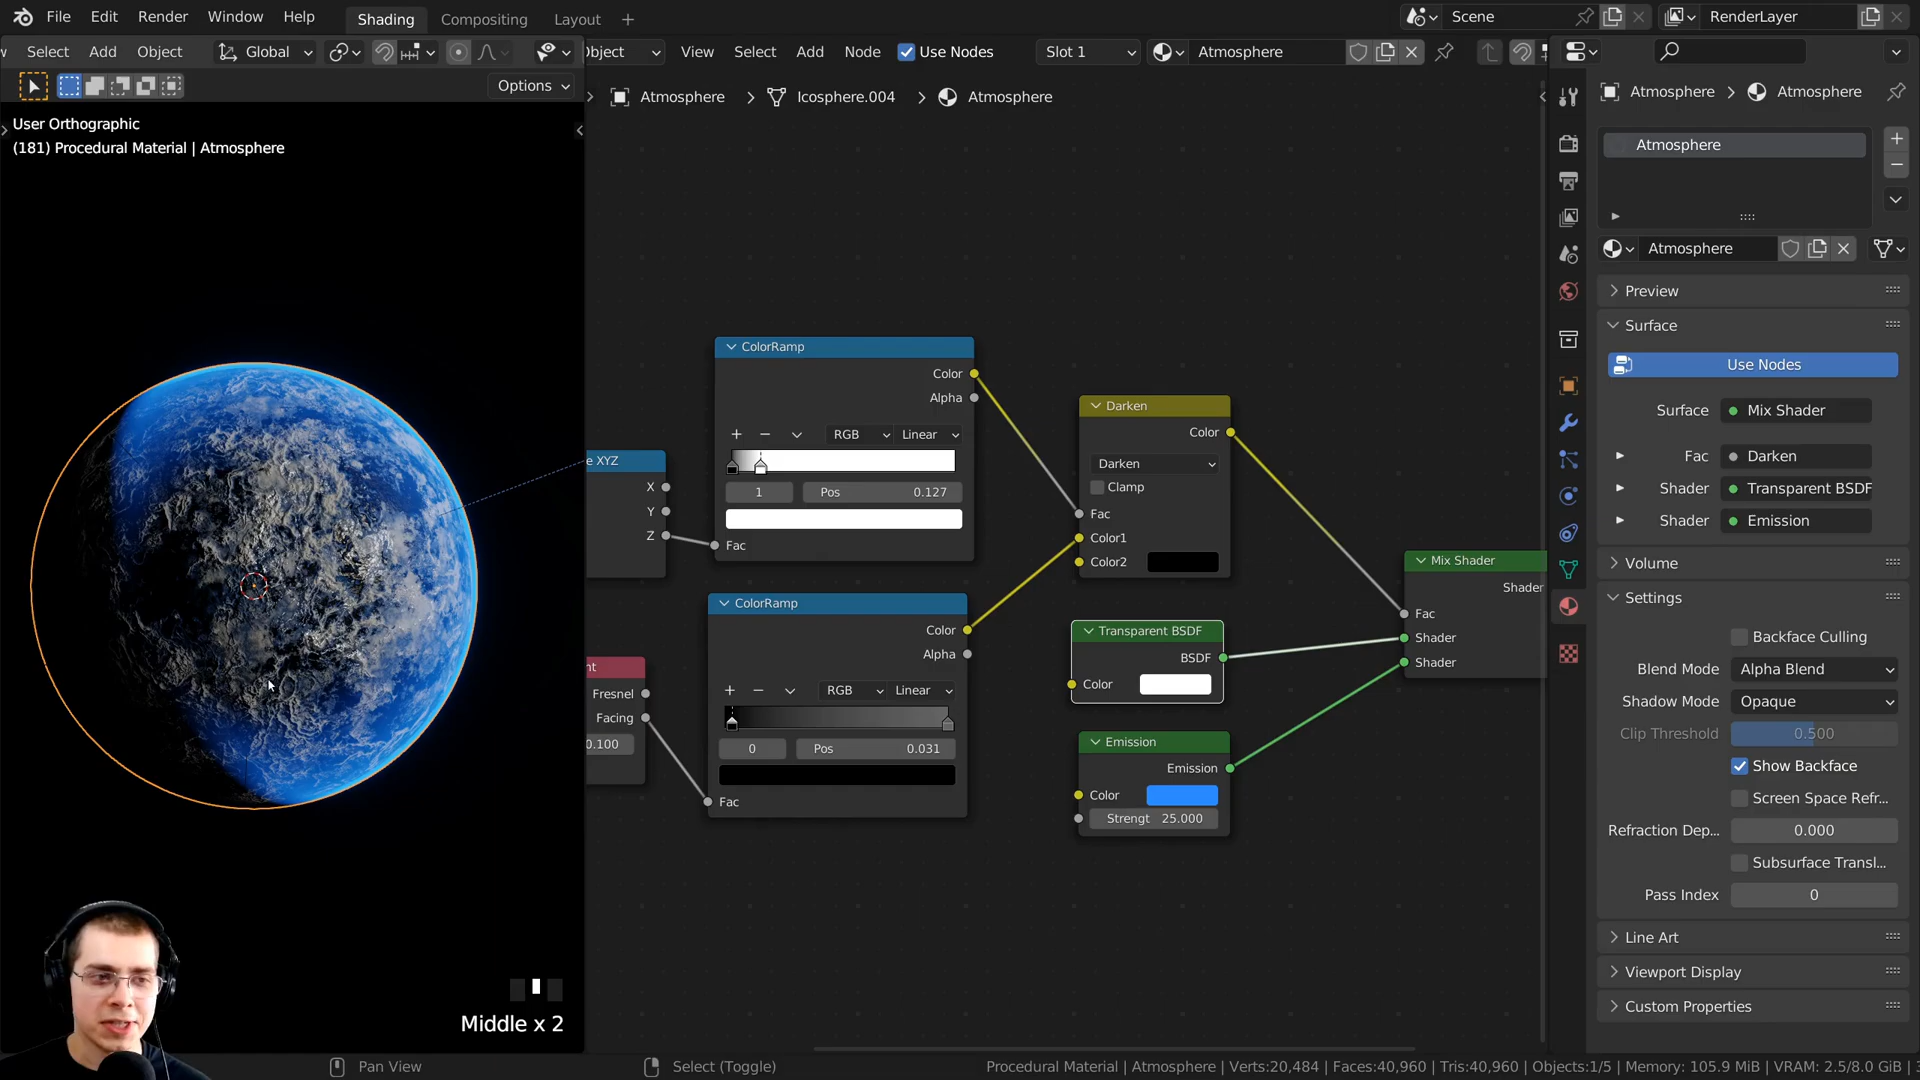 File Edit Render Window Help Shading Compositing Layout + Scene RenderLayer
Select Add Object Global
bject View Select Add Node Use Nodes Slot 1 Atmosphere
Options
User Orthographic
(181) Procedural Material | Atmosphere
Atmosphere > Icosphere.004 > Atmosphere
e XYZ
X
Y
Z
ColorRamp
Color
Alpha
RGB Linear
1 Pos 0.127
Fac
nt
Fresnel
Facing
0.100
ColorRamp
Color
Alpha
RGB Linear
0 Pos 0.031
Fac
Darken
Color
Darken
Clamp
Fac
Color1
Color2
Transparent BSDF
BSDF
Color
Emission
Emission
Color
Strengt 25.000
Mix Shader
Shader
Fac
Shader
Shader
Atmosphere > Atmosphere
Atmosphere
Atmosphere
Preview
Surface
Use Nodes
Surface Mix Shader
Fac Darken
Shader Transparent BSDF
Shader Emission
Volume
Settings
Backface Culling
Blend Mode Alpha Blend
Shadow Mode Opaque
Clip Threshold 0.500
Show Backface
Screen Space Refr...
Refraction Dep... 0.000
Subsurface Transl...
Pass Index 0
Line Art
Viewport Display
Custom Properties
Middle x 2
Pan View Select (Toggle) Procedural Material | Atmosphere | Verts:20,484 | Faces:40,960 | Tris:40,960 | Objects:1/5 | Memory: 105.9 MiB | VRAM: 2.5/8.0 GiB |